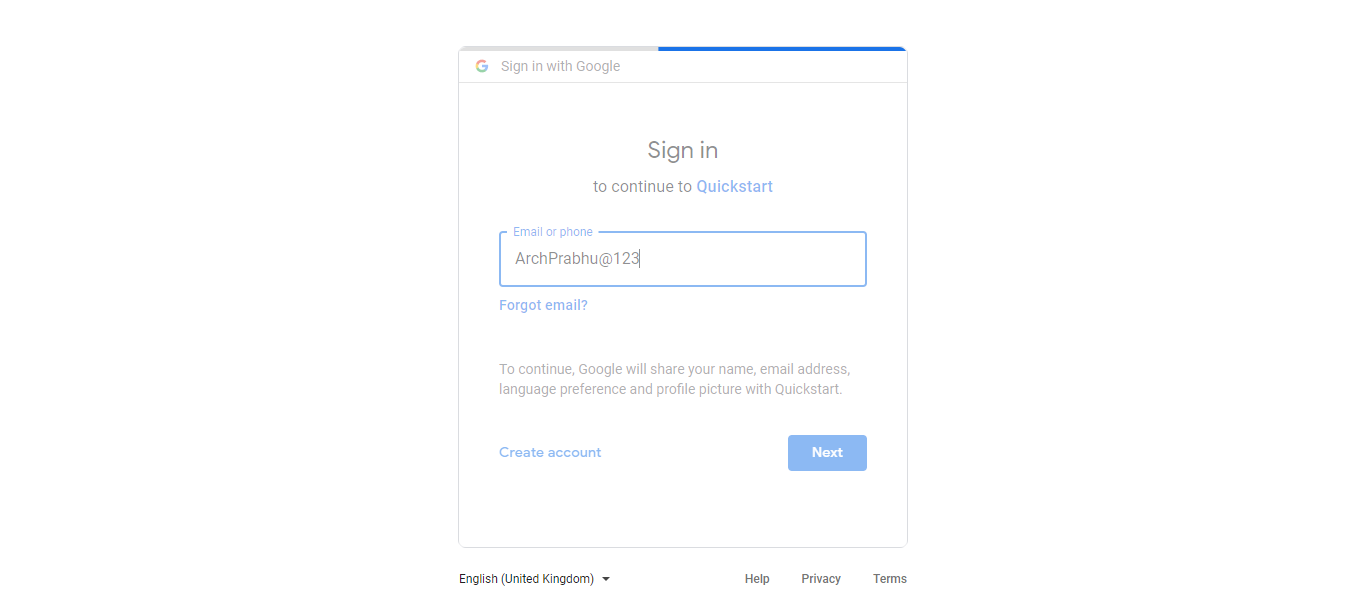 Sign in with Google
Sign in
to continue to Quickstart
Email or phone
ArchPrabhu@123
Forgot email?
To continue, Google will share your name, email address,
language preference and profile picture with Quickstart.
Create account
Next
English (United Kingdom)
Help
Privacy
Terms